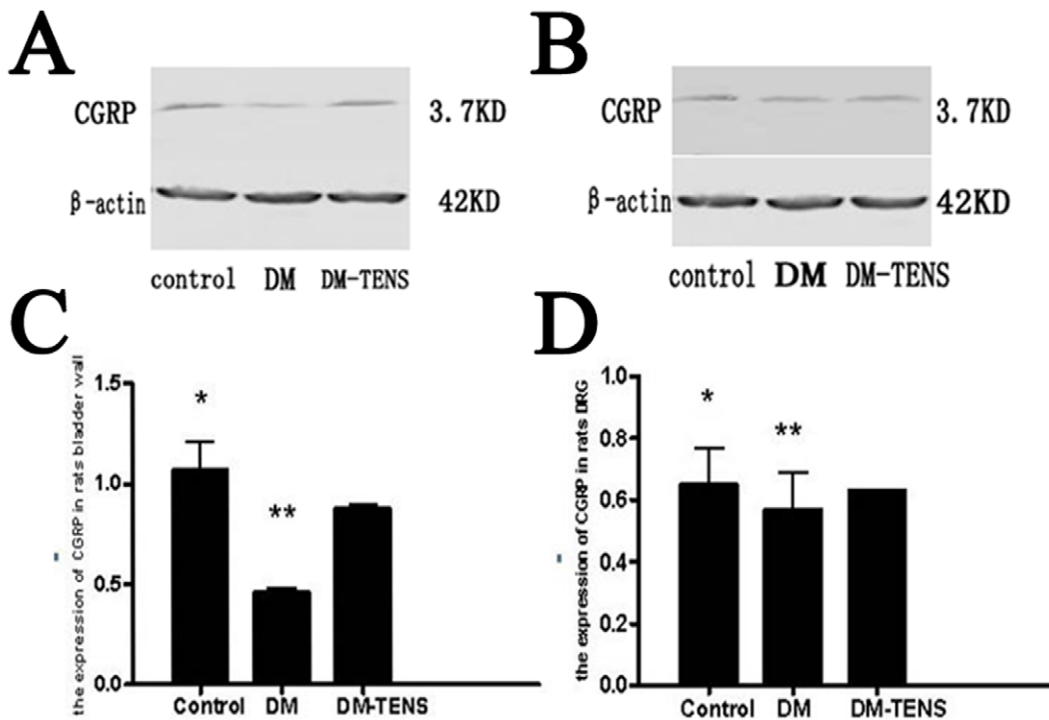 A
CGRP
3.7KD
β-actin
42KD
control DM DM-TENS
B
CGRP
3.7KD
β-actin
42KD
control DM DM-TENS
C
the expression of CGRP in rats bladder wall
1.5
1.0
0.5
0.0
*
**
Control DM DM-TENS
D
the expression of CGRP in rats DRG
1.0
0.8
0.6
0.4
0.2
0.0
*
**
Control DM DM-TENS